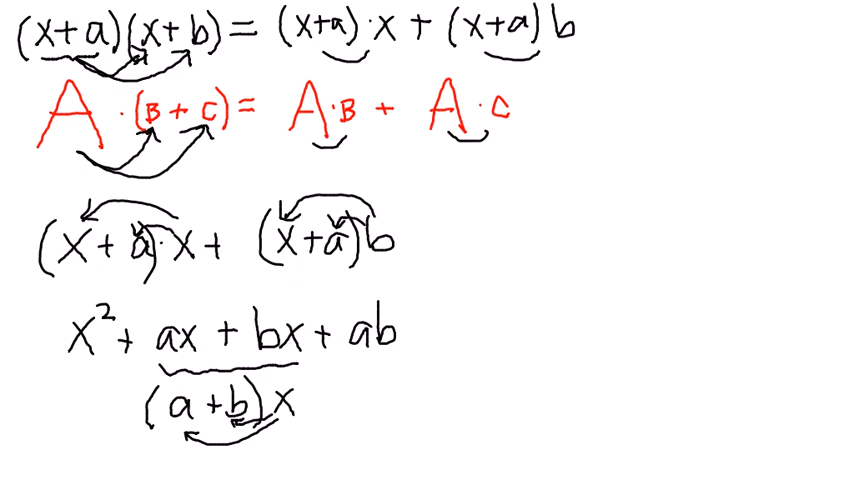 (x+a)(x+b) = (x+a)·x + (x+a)b
A·(B+C) = A·B + A·C
(x+a)·x + (x+a)b
x² + ax + bx + ab
(a+b)x